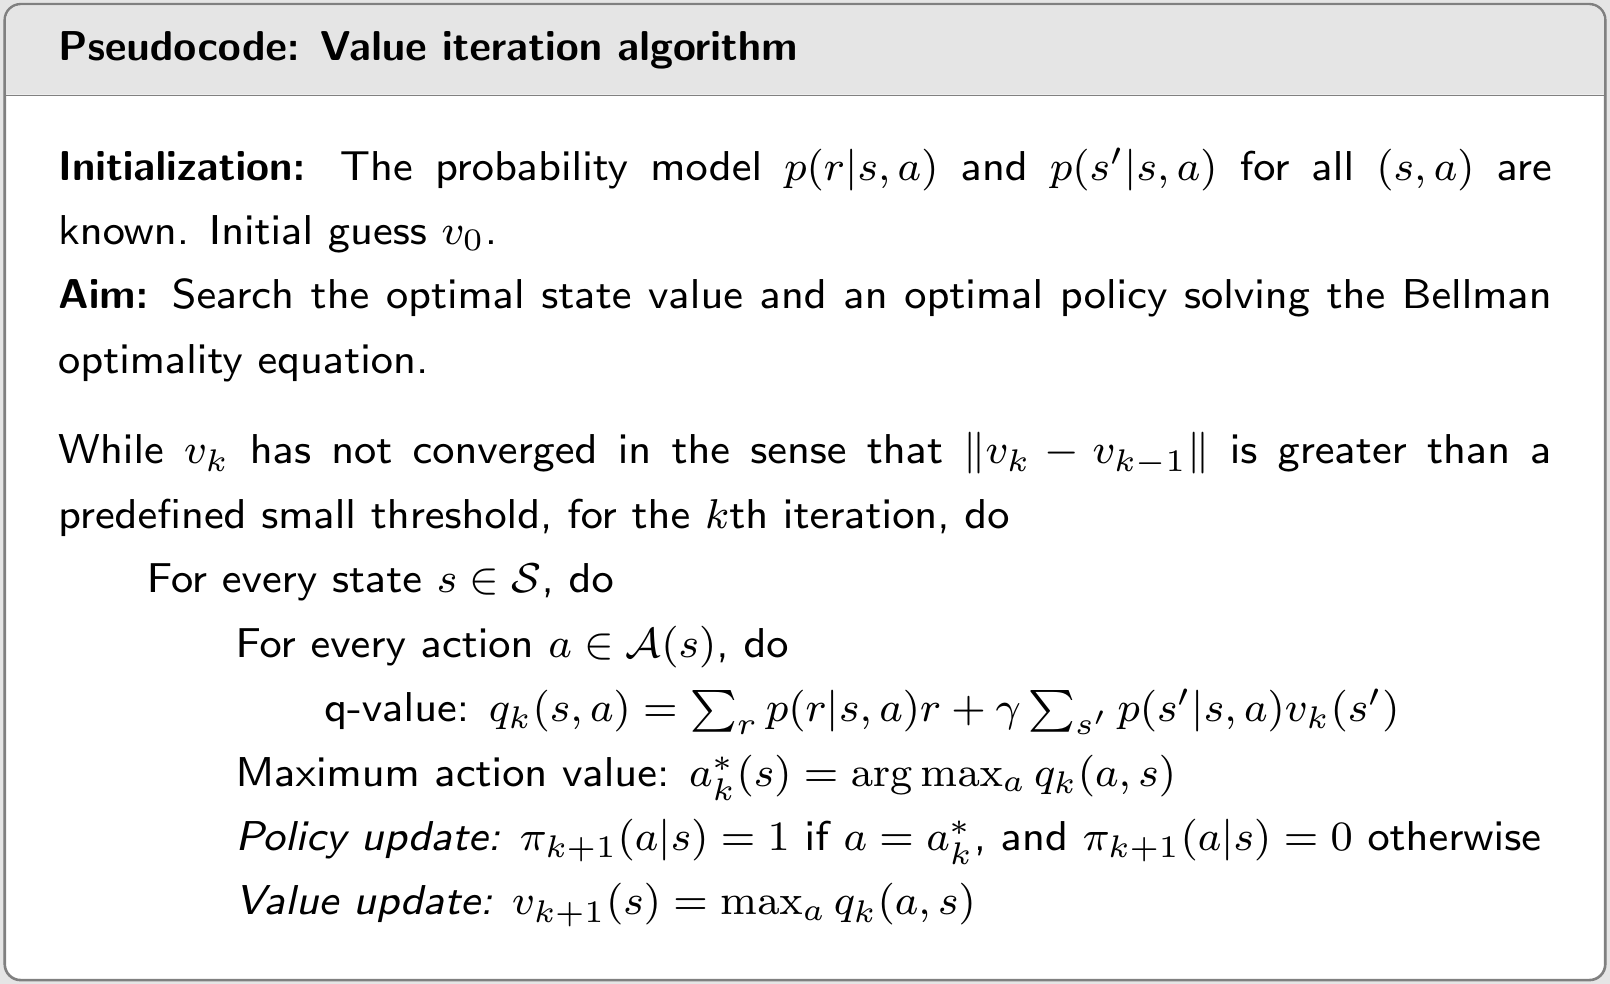 Pseudocode: Value iteration algorithm
Initialization: The probability model p(r|s, a) and p(s′|s, a) for all (s, a) are
known. Initial guess v₀.
Aim: Search the optimal state value and an optimal policy solving the Bellman
optimality equation.
While vₖ has not converged in the sense that ‖vₖ − vₖ₋₁‖ is greater than a
predefined small threshold, for the kth iteration, do
For every state s ∈ 𝒮, do
For every action a ∈ 𝒜(s), do
q-value: qₖ(s, a) = ∑ᵣ p(r|s, a)r + γ ∑ₛ′ p(s′|s, a)vₖ(s′)
Maximum action value: a*ₖ(s) = arg maxₐ qₖ(a, s)
Policy update: πₖ₊₁(a|s) = 1 if a = a*ₖ, and πₖ₊₁(a|s) = 0 otherwise
Value update: vₖ₊₁(s) = maxₐ qₖ(a, s)